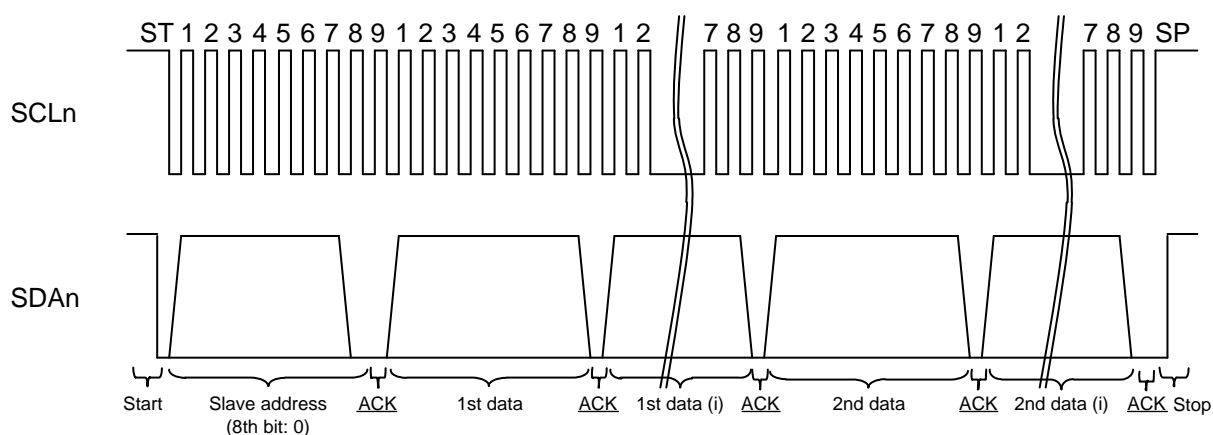 ST 1 2 3 4 5 6 7 8 9 1 2 3 4 5 6 7 8 9 1 2 7 8 9 1 2 3 4 5 6 7 8 9 1 2 7 8 9 SP
SCLn
SDAn
Start Slave address ACK 1st data ACK 1st data (i) ACK 2nd data ACK 2nd data (i) ACK Stop
(8th bit: 0)